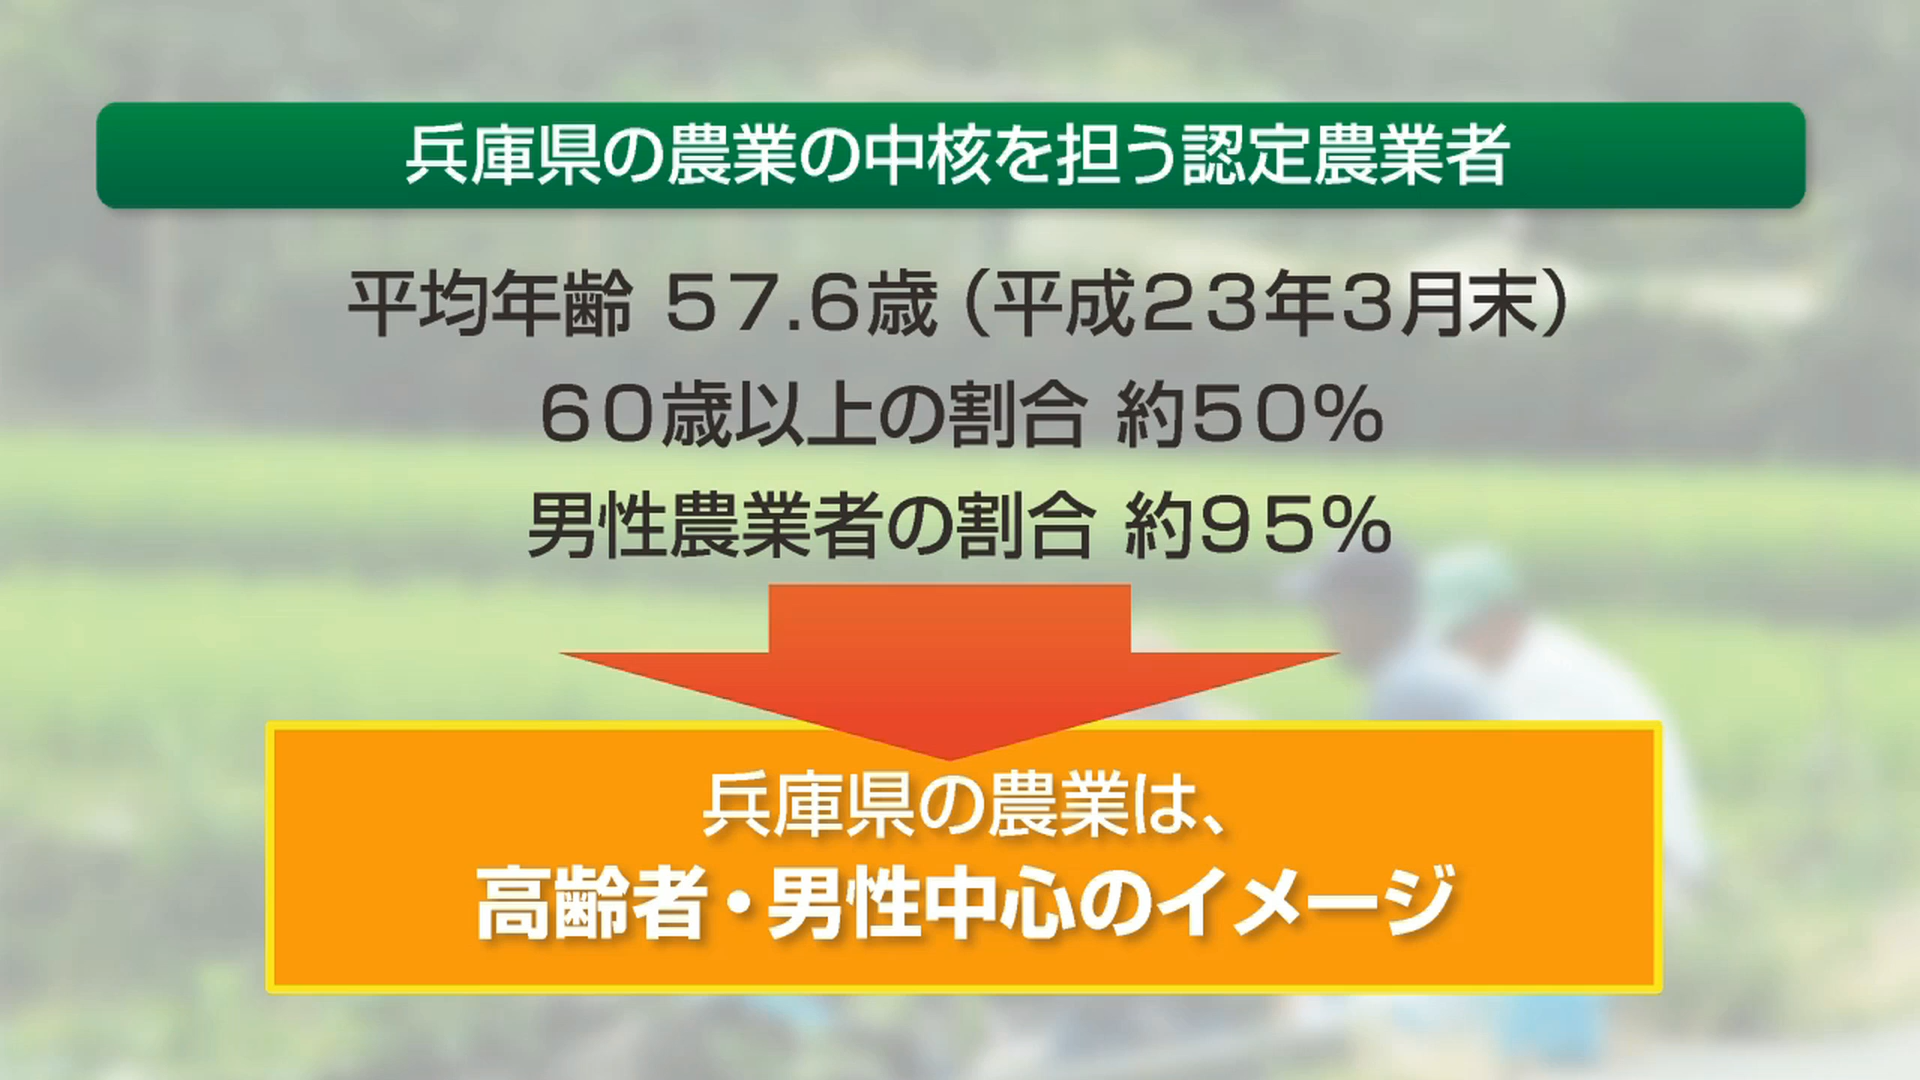 兵庫県の農業の中核を担う認定農業者
平均年齢 57.6歳（平成23年3月末）
60歳以上の割合 約50%
男性農業者の割合 約95%
兵庫県の農業は、
高齢者・男性中心のイメージ